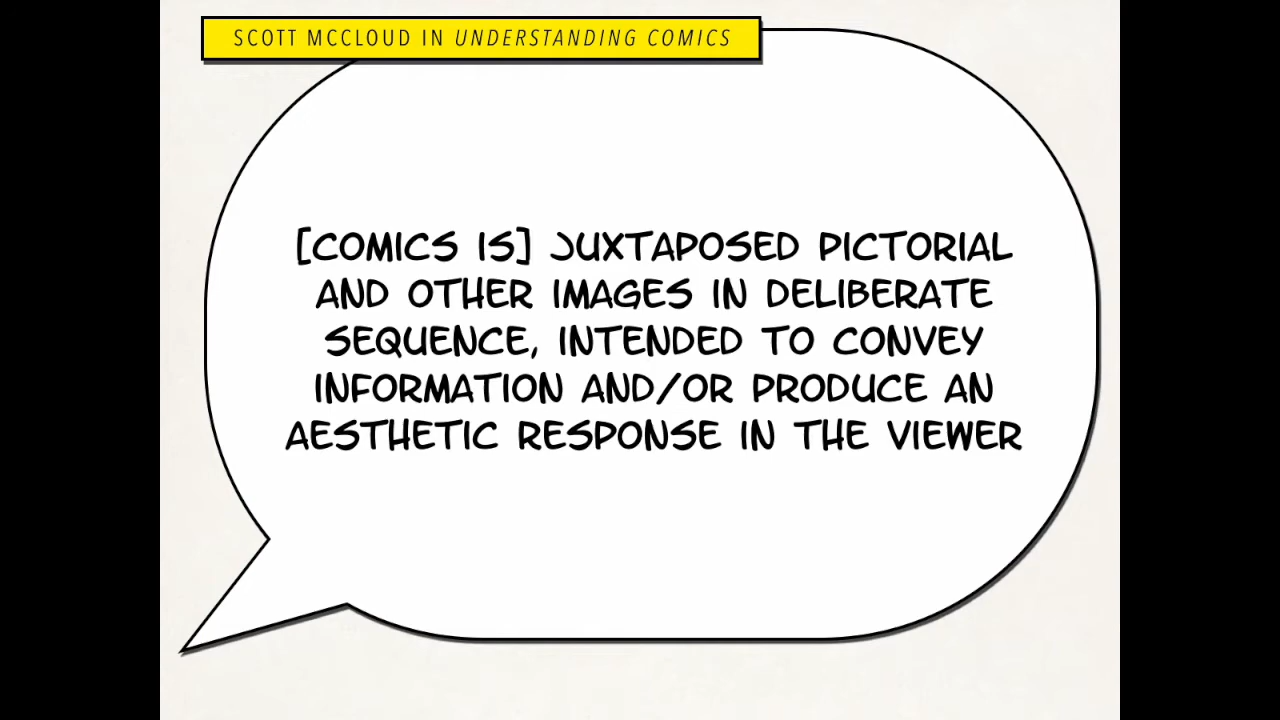 SCOTT MCCLOUD IN UNDERSTANDING COMICS
[COMICS IS] JUXTAPOSED PICTORIAL
AND OTHER IMAGES IN DELIBERATE
SEQUENCE, INTENDED TO CONVEY
INFORMATION AND/OR PRODUCE AN
AESTHETIC RESPONSE IN THE VIEWER